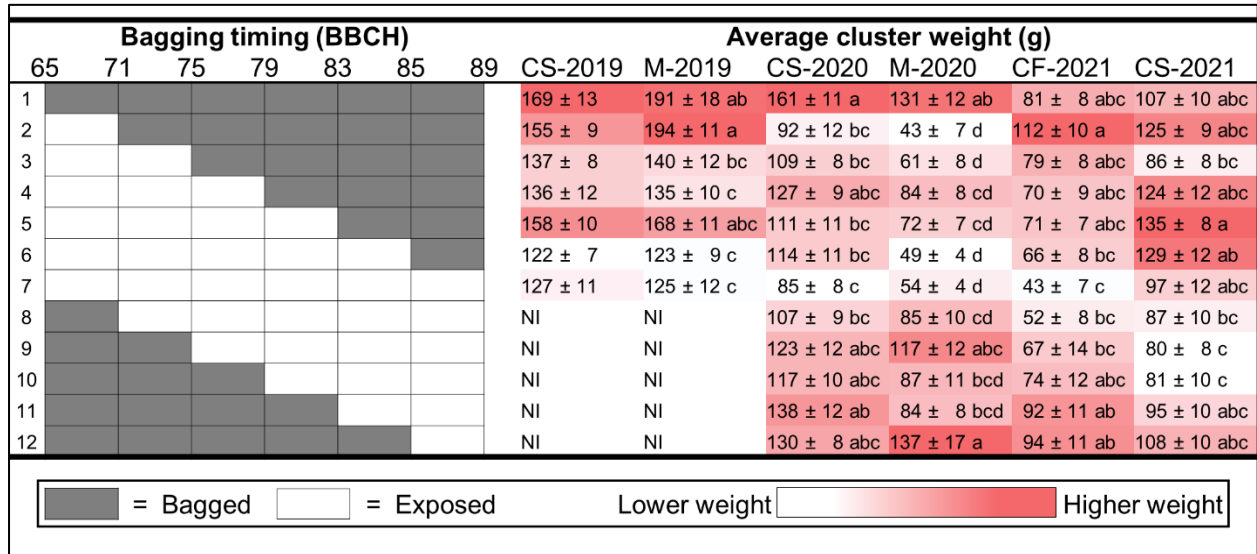 Bagging timing (BBCH) Average cluster weight (g)
65 71 75 79 83 85 89 CS-2019 M-2019 CS-2020 M-2020 CF-2021 CS-2021
1 169 ± 13 191 ± 18 ab 161 ± 11 a 131 ± 12 ab 81 ± 8 abc 107 ± 10 abc
2 155 ± 9 194 ± 11 a 92 ± 12 bc 43 ± 7 d 112 ± 10 a 125 ± 9 abc
3 137 ± 8 140 ± 12 bc 109 ± 8 bc 61 ± 8 d 79 ± 8 abc 86 ± 8 bc
4 136 ± 12 135 ± 10 c 127 ± 9 abc 84 ± 8 cd 70 ± 9 abc 124 ± 12 abc
5 158 ± 10 168 ± 11 abc 111 ± 11 bc 72 ± 7 cd 71 ± 7 abc 135 ± 8 a
6 122 ± 7 123 ± 9 c 114 ± 11 bc 49 ± 4 d 66 ± 8 bc 129 ± 12 ab
7 127 ± 11 125 ± 12 c 85 ± 8 c 54 ± 4 d 43 ± 7 c 97 ± 12 abc
8 NI NI 107 ± 9 bc 85 ± 10 cd 52 ± 8 bc 87 ± 10 bc
9 NI NI 123 ± 12 abc 117 ± 12 abc 67 ± 14 bc 80 ± 8 c
10 NI NI 117 ± 10 abc 87 ± 11 bcd 74 ± 12 abc 81 ± 10 c
11 NI NI 138 ± 12 ab 84 ± 8 bcd 92 ± 11 ab 95 ± 10 abc
12 NI NI 130 ± 8 abc 137 ± 17 a 94 ± 11 ab 108 ± 10 abc
= Bagged = Exposed Lower weight Higher weight